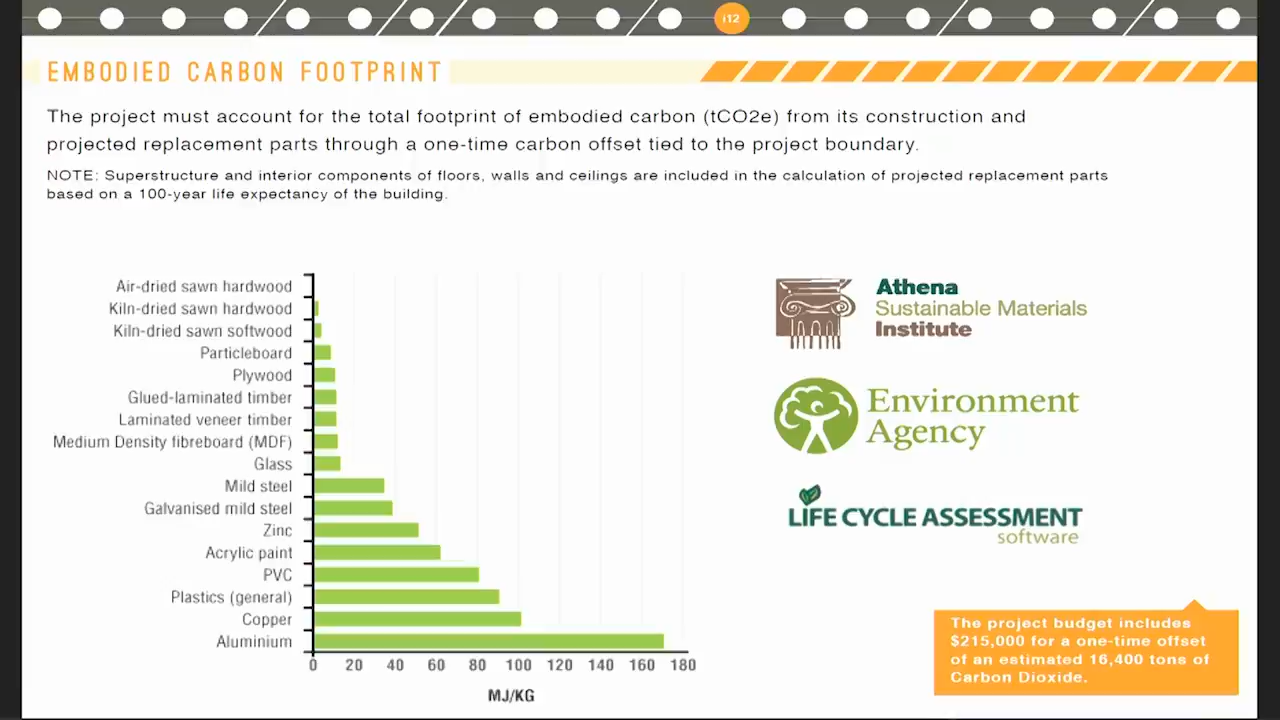 i12
EMBODIED CARBON FOOTPRINT
The project must account for the total footprint of embodied carbon (tCO2e) from its construction and
projected replacement parts through a one-time carbon offset tied to the project boundary.
NOTE: Superstructure and interior components of floors, walls and ceilings are included in the calculation of projected replacement parts
based on a 100-year life expectancy of the building.
Air-dried sawn hardwood
Kiln-dried sawn hardwood
Kiln-dried sawn softwood
Particleboard
Plywood
Glued-laminated timber
Laminated veneer timber
Medium Density fibreboard (MDF)
Glass
Mild steel
Galvanised mild steel
Zinc
Acrylic paint
PVC
Plastics (general)
Copper
Aluminium
0 20 40 60 80 100 120 140 160 180
MJ/KG
Athena
Sustainable Materials
Institute
Environment
Agency
LIFE CYCLE ASSESSMENT
software
The project budget includes
$215,000 for a one-time offset
of an estimated 16,400 tons of
Carbon Dioxide.